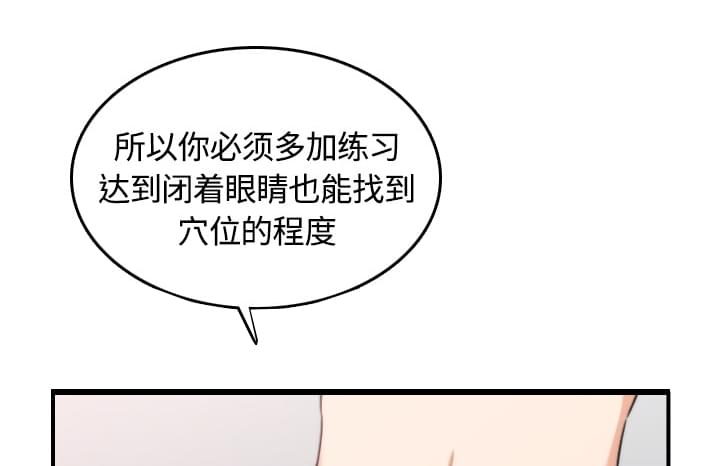 所以你必须多加练习
达到闭着眼睛也能找到
穴位的程度